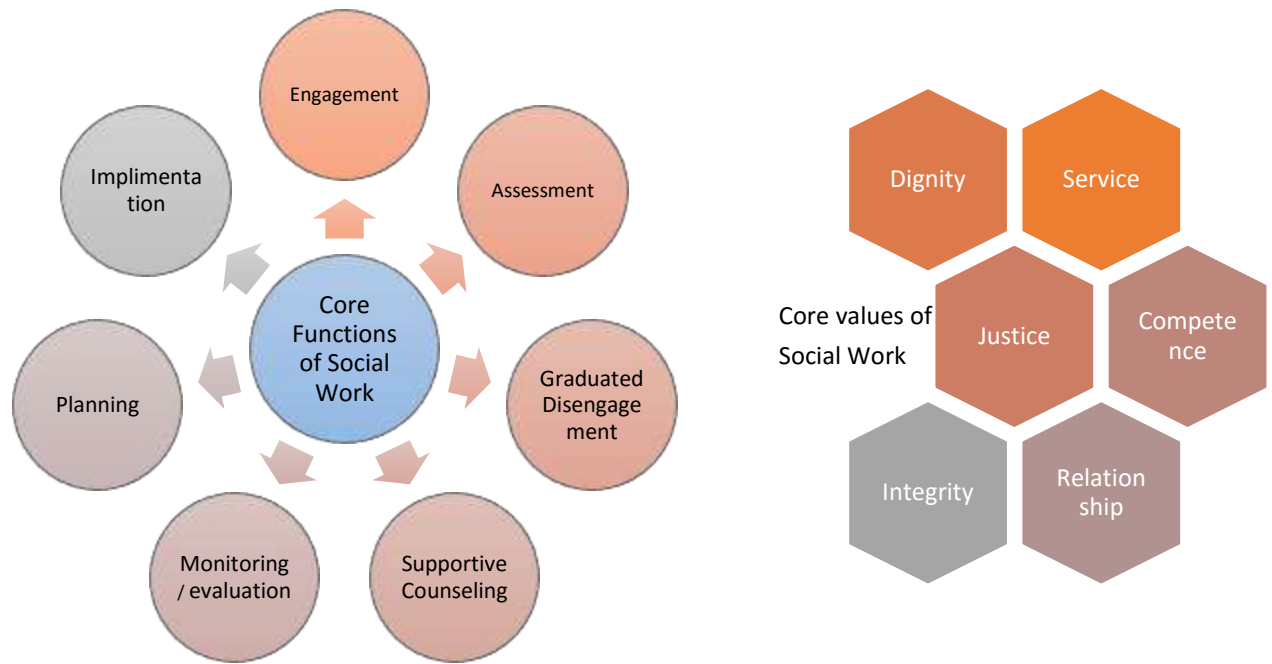 Engagement
Assessment
Graduated
Disengage
ment
Supportive
Counseling
Monitoring
/ evaluation
Planning
Implimenta
tion
Core
Functions
of Social
Work
Dignity
Service
Core values of
Social Work
Justice
Compete
nce
Integrity
Relation
ship